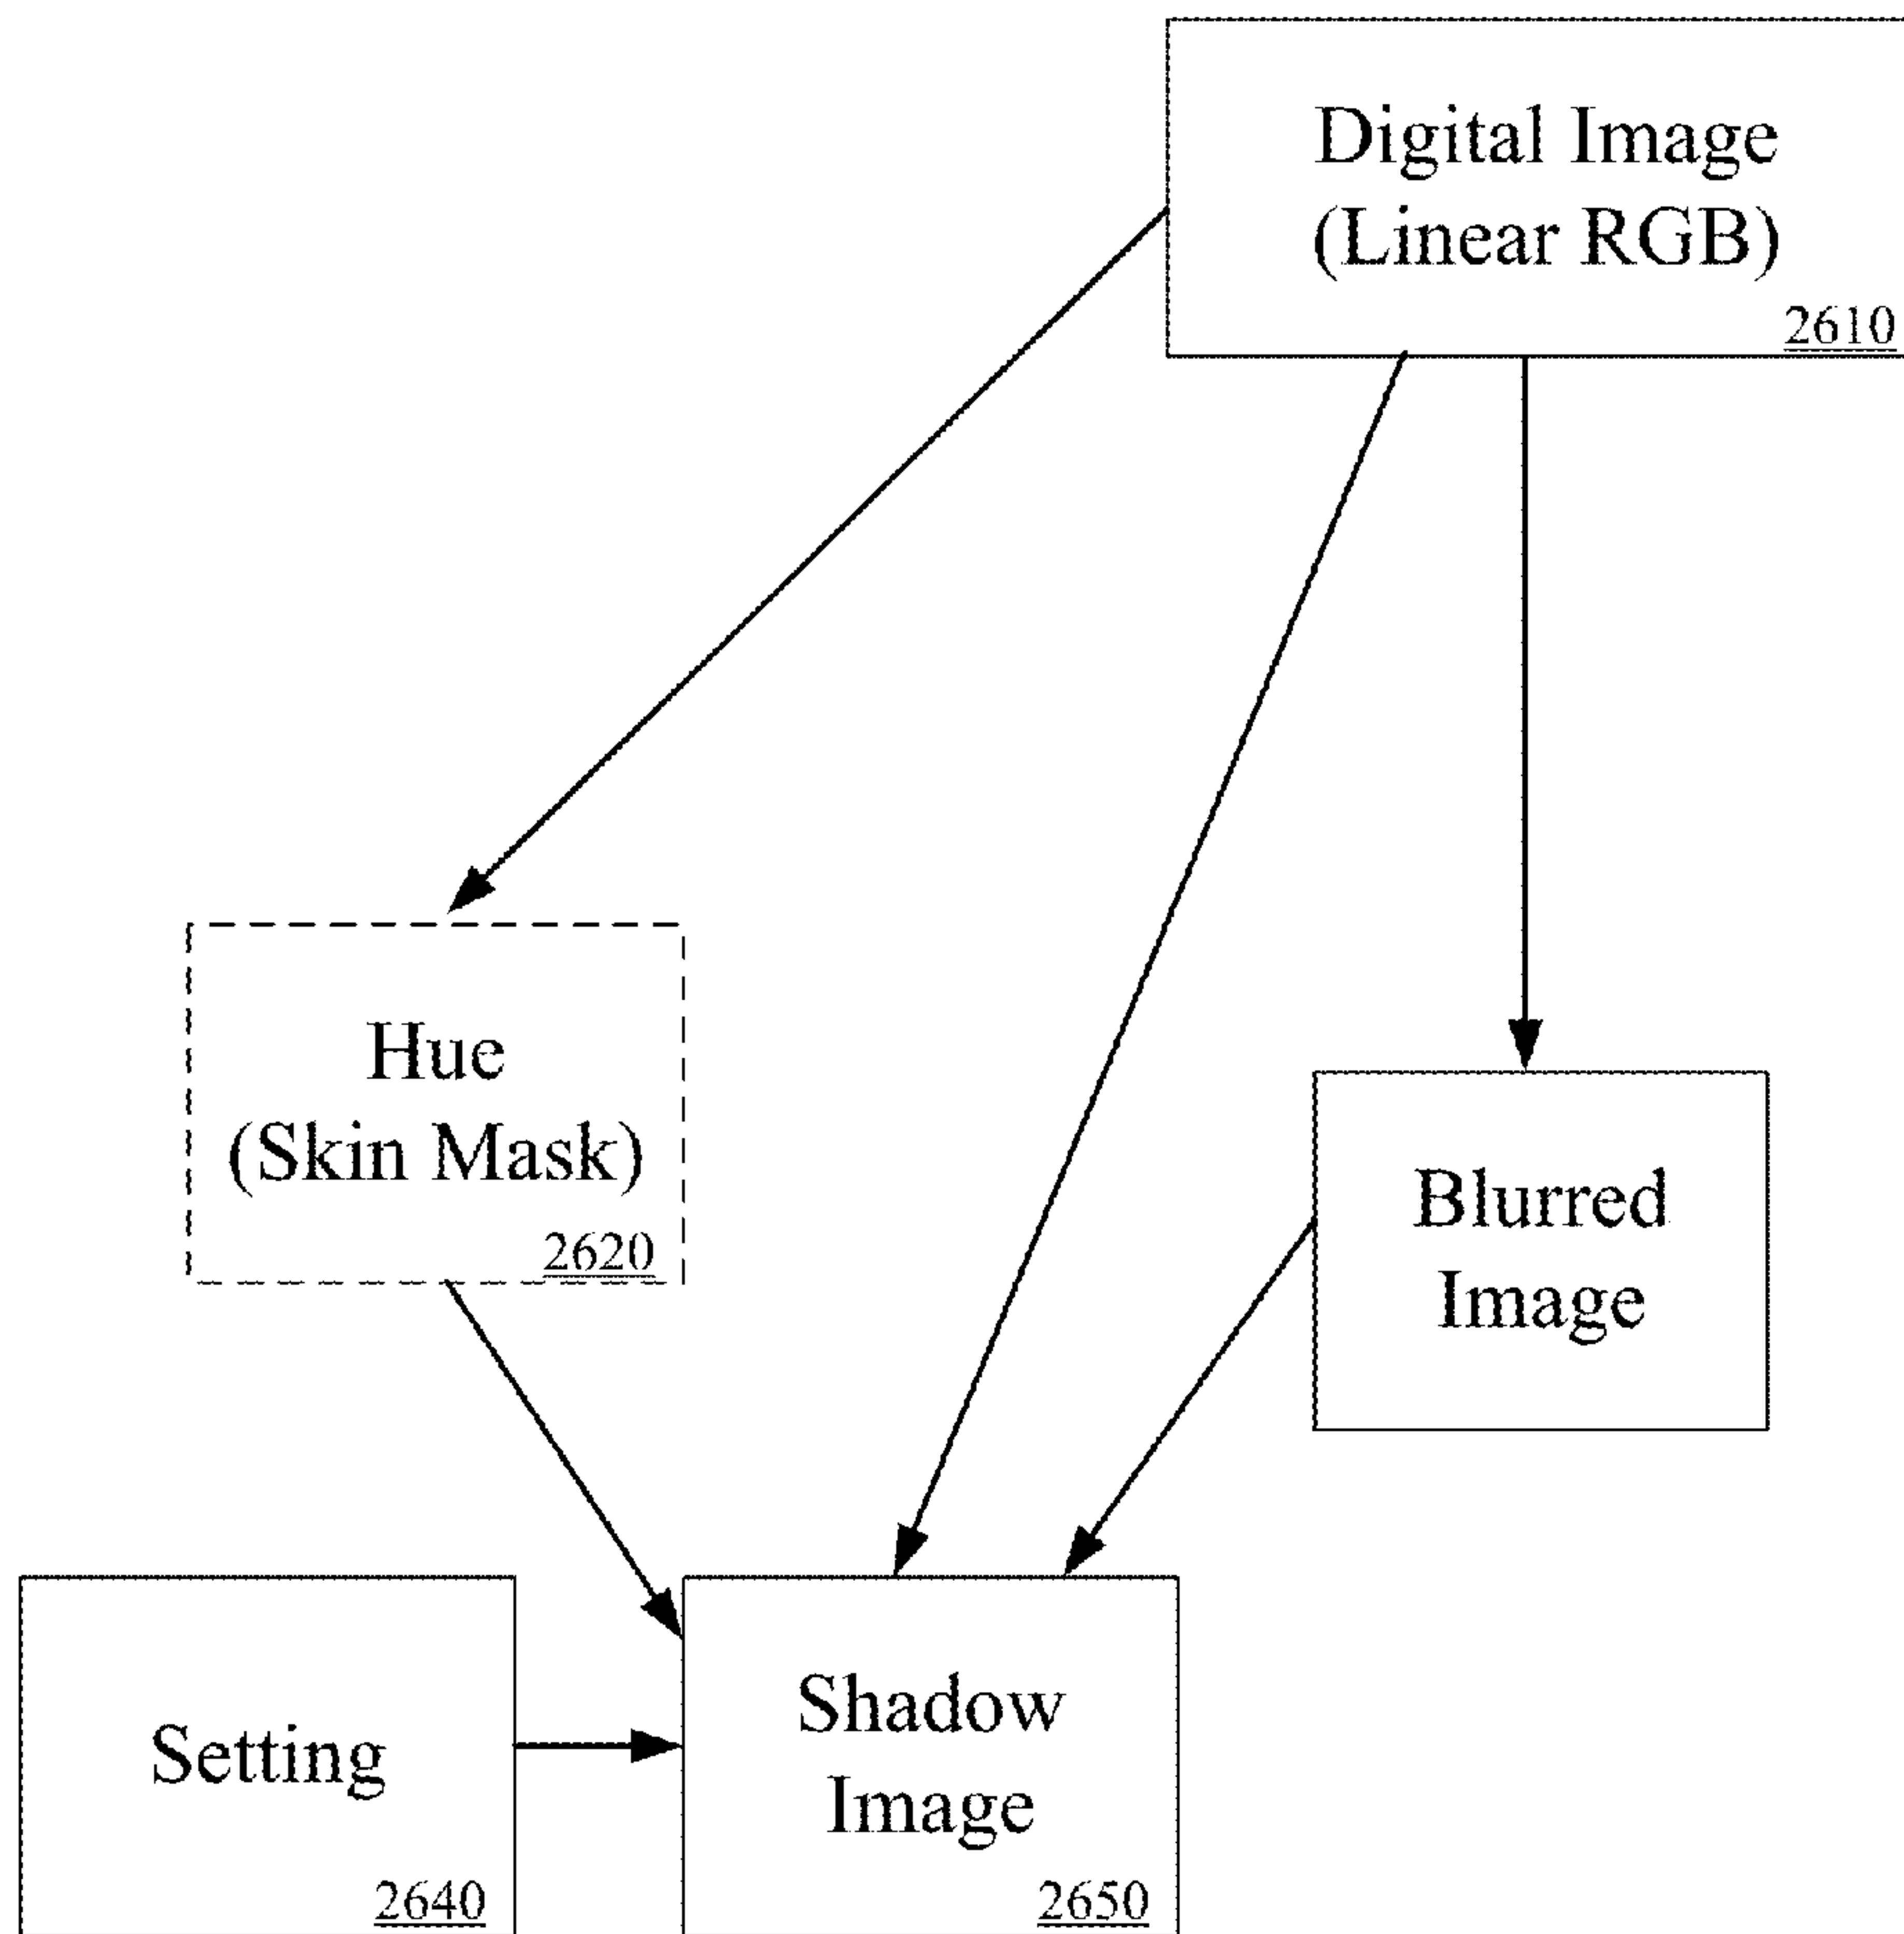 Digital Image
(Linear RGB)
2610
Hue
(Skin Mask)
2620
Blurred
Image
Setting
2640
Shadow
Image
2650